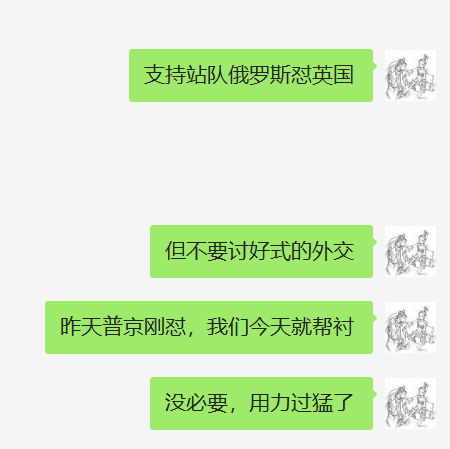 支持站队俄罗斯怼英国
但不要讨好式的外交
昨天普京刚怼，我们今天就帮衬
没必要，用力过猛了